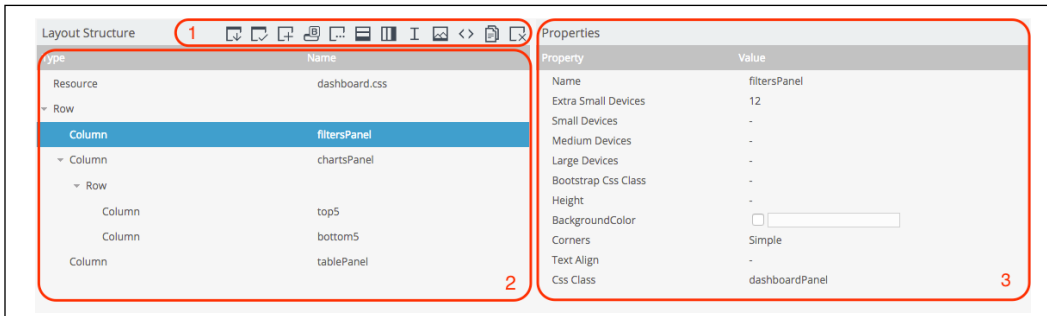 Layout Structure 1 Properties
Type Name Property Value
Resource dashboard.css Name filtersPanel
Row Extra Small Devices 12
Column filtersPanel Small Devices -
Column chartsPanel Medium Devices -
Row Large Devices -
Column top5 Bootstrap Css Class -
Column bottom5 Height -
Column tablePanel BackgroundColor
Corners Simple
Text Align -
Css Class dashboardPanel
2 3